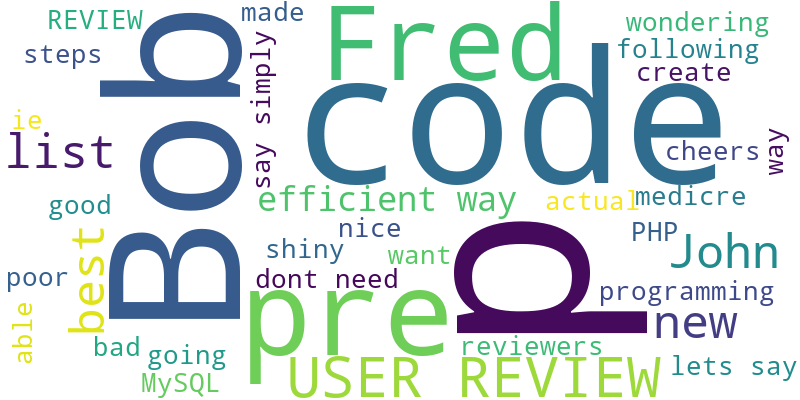 REVIEW
made
Fred
wondering
steps
following
create
Bob
code
ie
say simply
list
cheers
way
good
efficient way
actual
medicre
nice
PHP
shiny
want
John
best
p
poor
dont need
programming
pre
new
able
bad
going
reviewers
USER REVIEW
lets say
MySQL